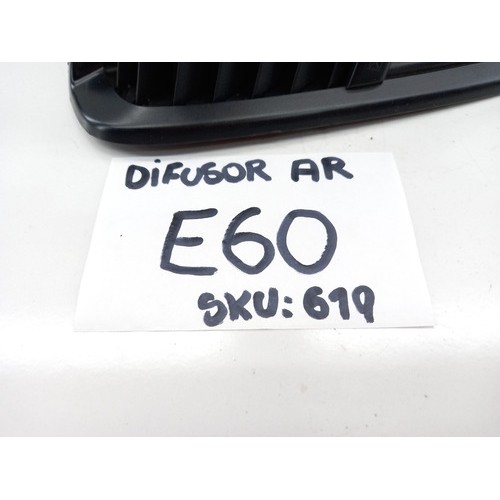 DiFUSOR AR
E60
SKU: 619